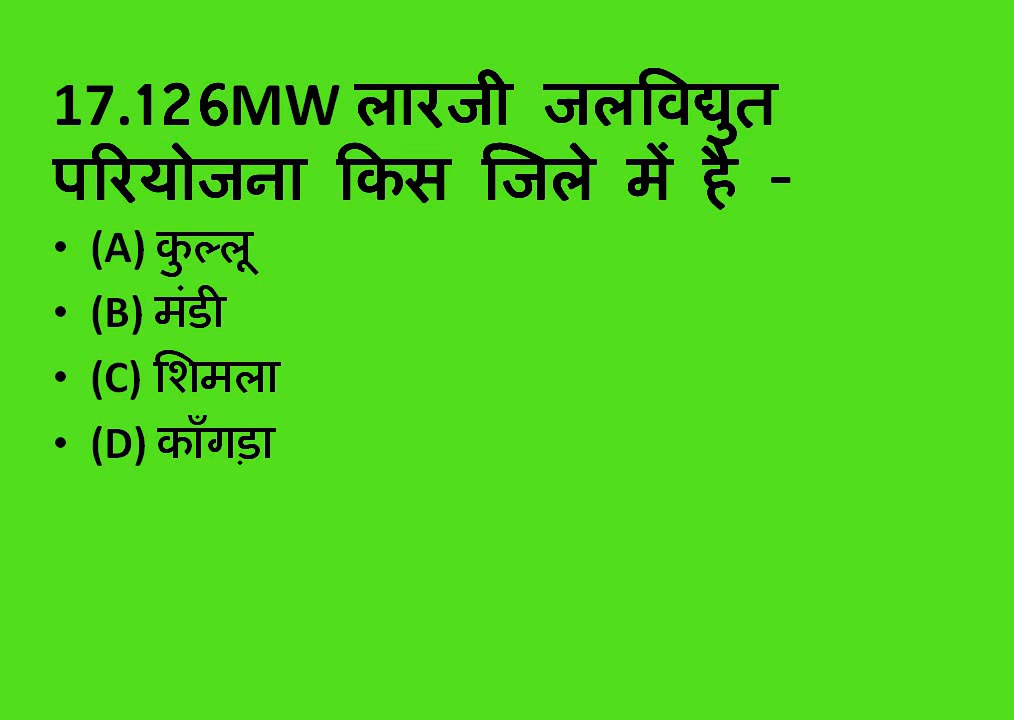 17.126MW लारजी जलविद्युत
परियोजना किस जिले में है -
• (A) कुल्लू
• (B) मंडी
• (C) शिमला
• (D) काँगड़ा